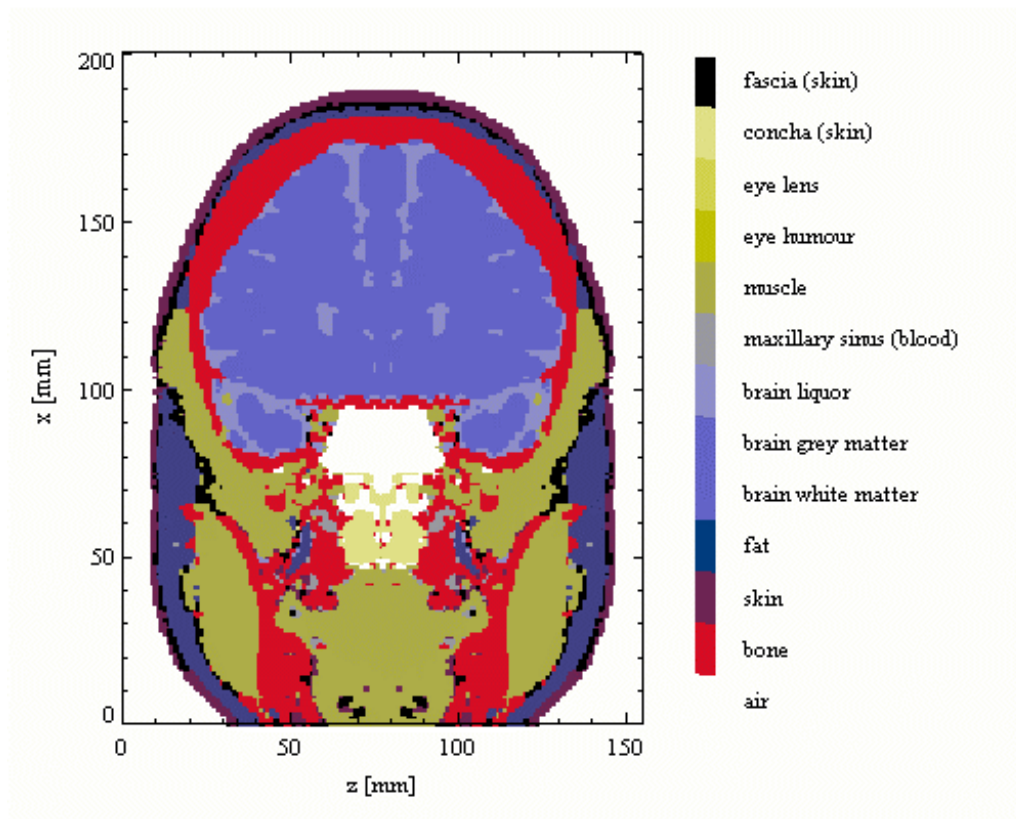 200
150
100
50
0
x [mm]
0 50 100 150
z [mm]
fascia (skin)
concha (skin)
eye lens
eye humour
muscle
maxillary sinus (blood)
brain liquor
brain grey matter
brain white matter
fat
skin
bone
air